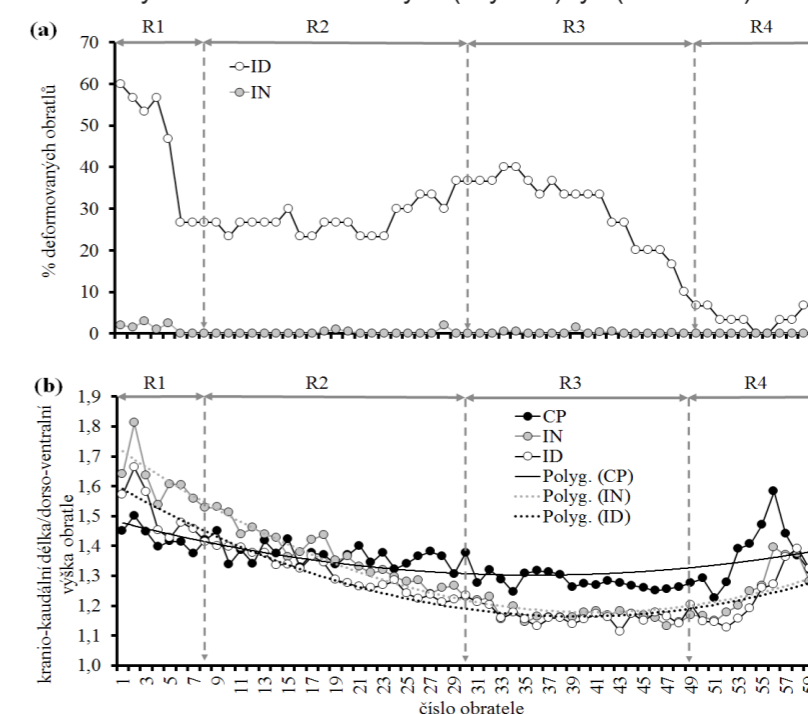 (a)
R1 R2 R3 R4
70
60
50
40
30
20
10
0
% deformovaných obratlů
ID
IN
(b)
R1 R2 R3 R4
1,9
1,8
1,7
1,6
1,5
1,4
1,3
1,2
1,1
1,0
kranio-kaudální délka/dorso-ventralní
výška obratle
CP
IN
ID
Polyg. (CP)
Polyg. (IN)
Polyg. (ID)
1 3 5 7 9 11 13 15 17 19 21 23 25 27 29 31 33 35 37 39 41 43 45 47 49 51 53 55 57 59
číslo obratele